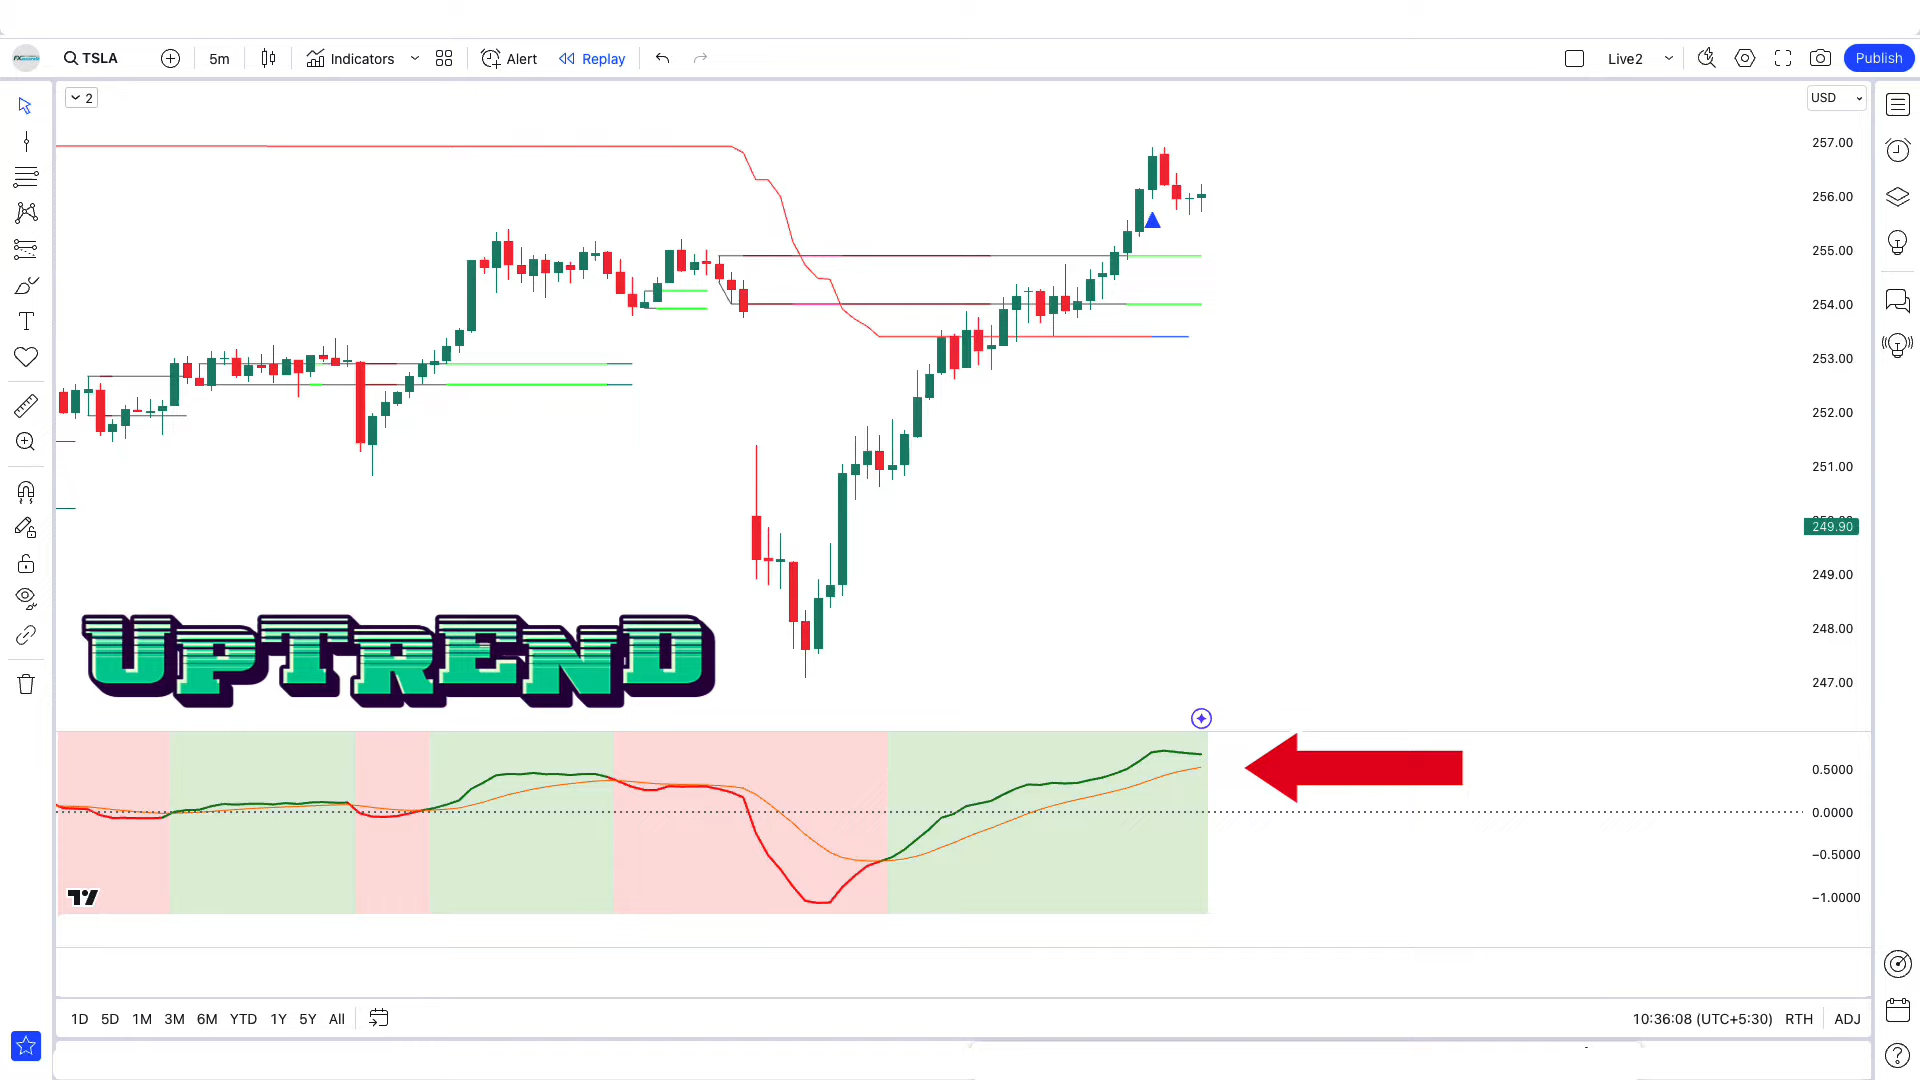 TSLA
5m
Indicators
Alert
Replay
Live2
Publish
2
USD
257.00
256.00
255.00
254.00
253.00
252.00
251.00
249.90
249.00
248.00
247.00
UPTREND
0.5000
0.0000
−0.5000
−1.0000
1D 5D 1M 3M 6M YTD 1Y 5Y All
10:36:08 (UTC+5:30) RTH ADJ